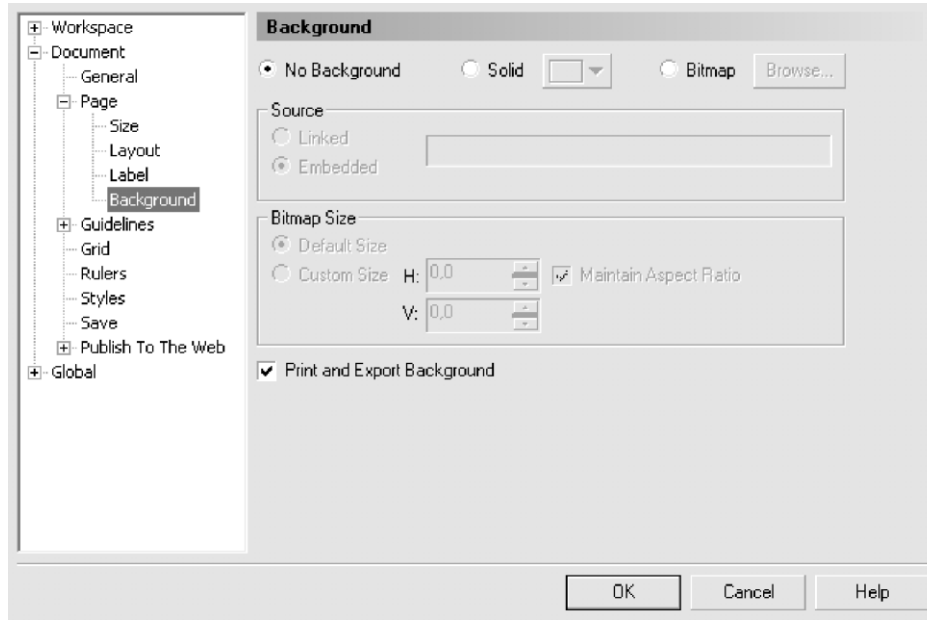 Workspace
Document
General
Page
Size
Layout
Label
Background
Guidelines
Grid
Rulers
Styles
Save
Publish To The Web
Global
Background
No Background Solid Bitmap Browse...
Source
Linked
Embedded
Bitmap Size
Default Size
Custom Size H: 0,0 Maintain Aspect Ratio
V: 0,0
Print and Export Background
OK Cancel Help